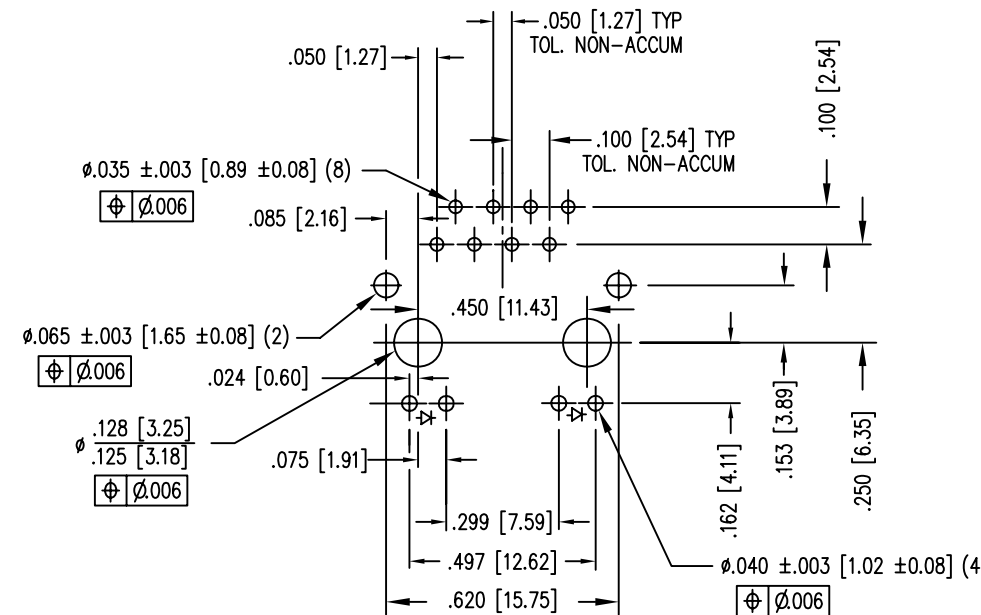 .050 [1.27] TYP
TOL. NON-ACCUM
.050 [1.27]
.100 [2.54]
.100 [2.54] TYP
TOL. NON-ACCUM
ø.035 ±.003 [0.89 ±0.08] (8)
⌖ Ø.006
.085 [2.16]
.450 [11.43]
ø.065 ±.003 [1.65 ±0.08] (2)
⌖ Ø.006
.024 [0.60]
ø .128 [3.25]
.125 [3.18]
⌖ Ø.006
.075 [1.91]
.153 [3.89]
.250 [6.35]
.162 [4.11]
.299 [7.59]
.497 [12.62]
ø.040 ±.003 [1.02 ±0.08] (4
⌖ Ø.006
.620 [15.75]